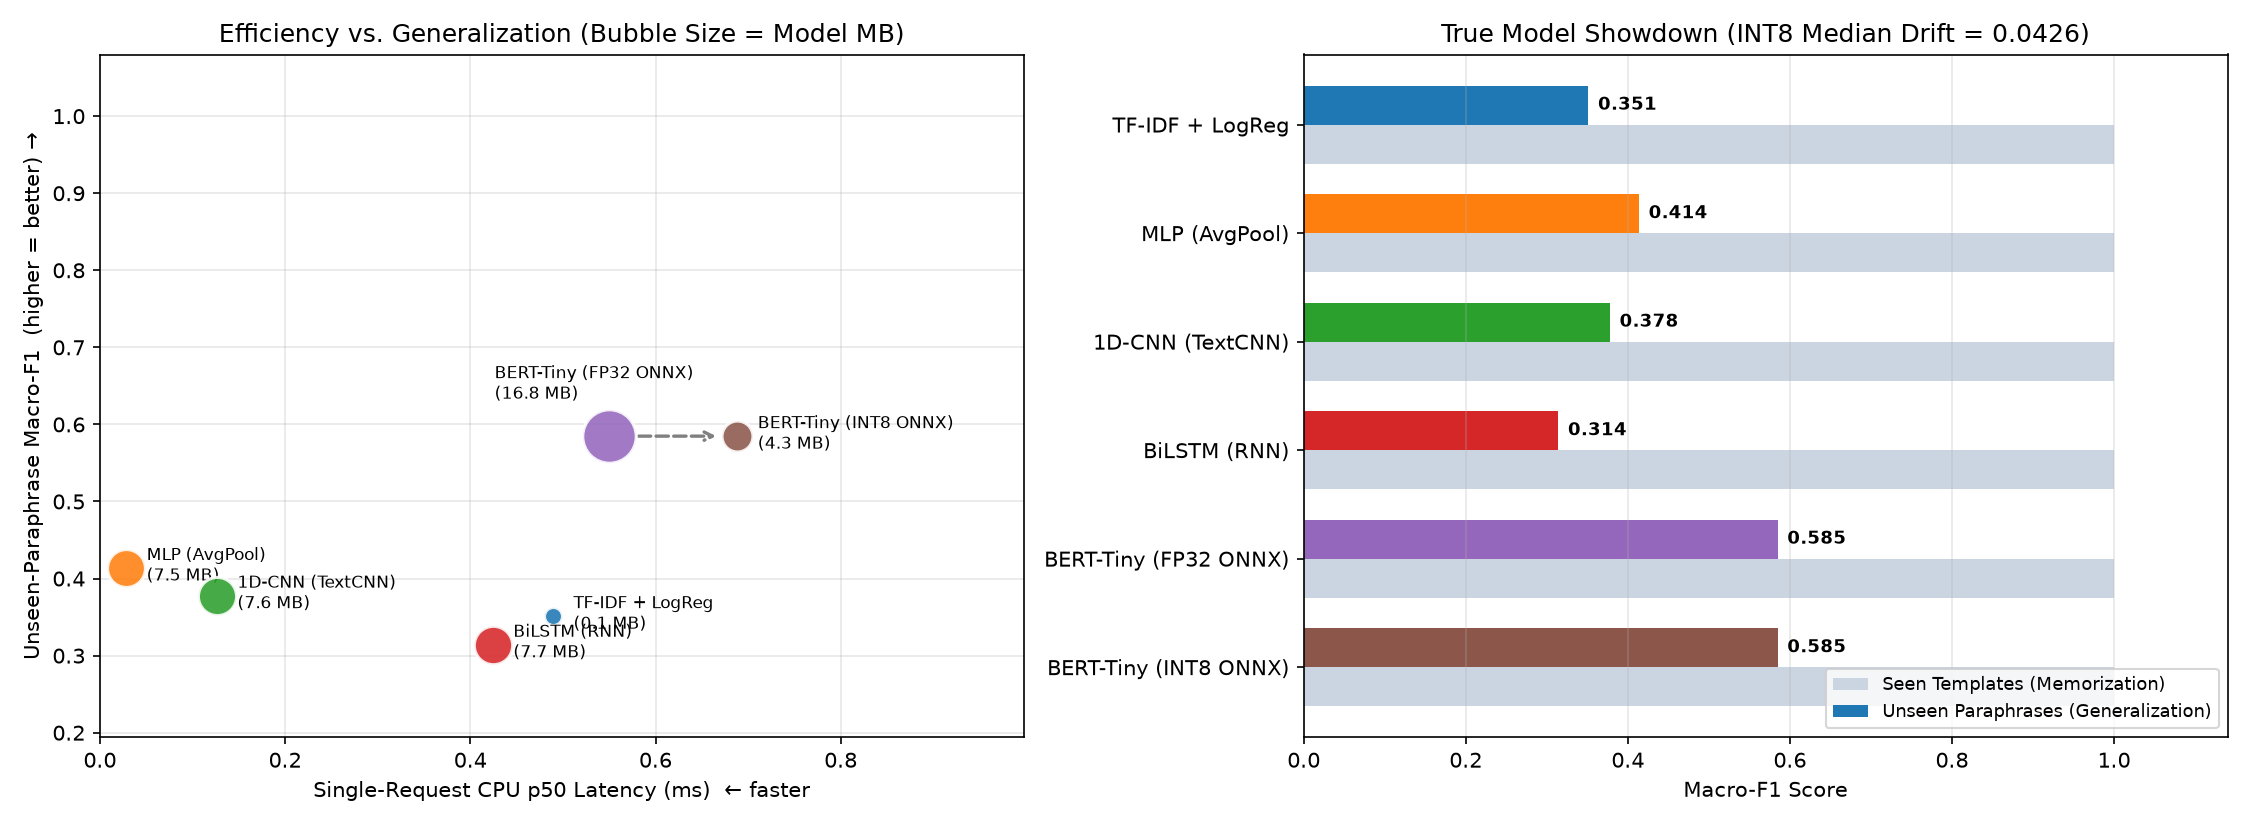 Efficiency vs. Generalization (Bubble Size = Model MB)
Unseen-Paraphrase Macro-F1  (higher = better) →
1.0
0.9
0.8
0.7
0.6
0.5
0.4
0.3
0.2
BERT-Tiny (FP32 ONNX)
(16.8 MB)
BERT-Tiny (INT8 ONNX)
(4.3 MB)
MLP (AvgPool)
(7.5 MB)
1D-CNN (TextCNN)
(7.6 MB)
TF-IDF + LogReg
(0.1 MB)
BiLSTM (RNN)
(7.7 MB)
0.0
0.2
0.4
0.6
0.8
Single-Request CPU p50 Latency (ms)  ← faster
True Model Showdown (INT8 Median Drift = 0.0426)
TF-IDF + LogReg
0.351
MLP (AvgPool)
0.414
1D-CNN (TextCNN)
0.378
BiLSTM (RNN)
0.314
BERT-Tiny (FP32 ONNX)
0.585
BERT-Tiny (INT8 ONNX)
0.585
Seen Templates (Memorization)
Unseen Paraphrases (Generalization)
0.0
0.2
0.4
0.6
0.8
1.0
Macro-F1 Score